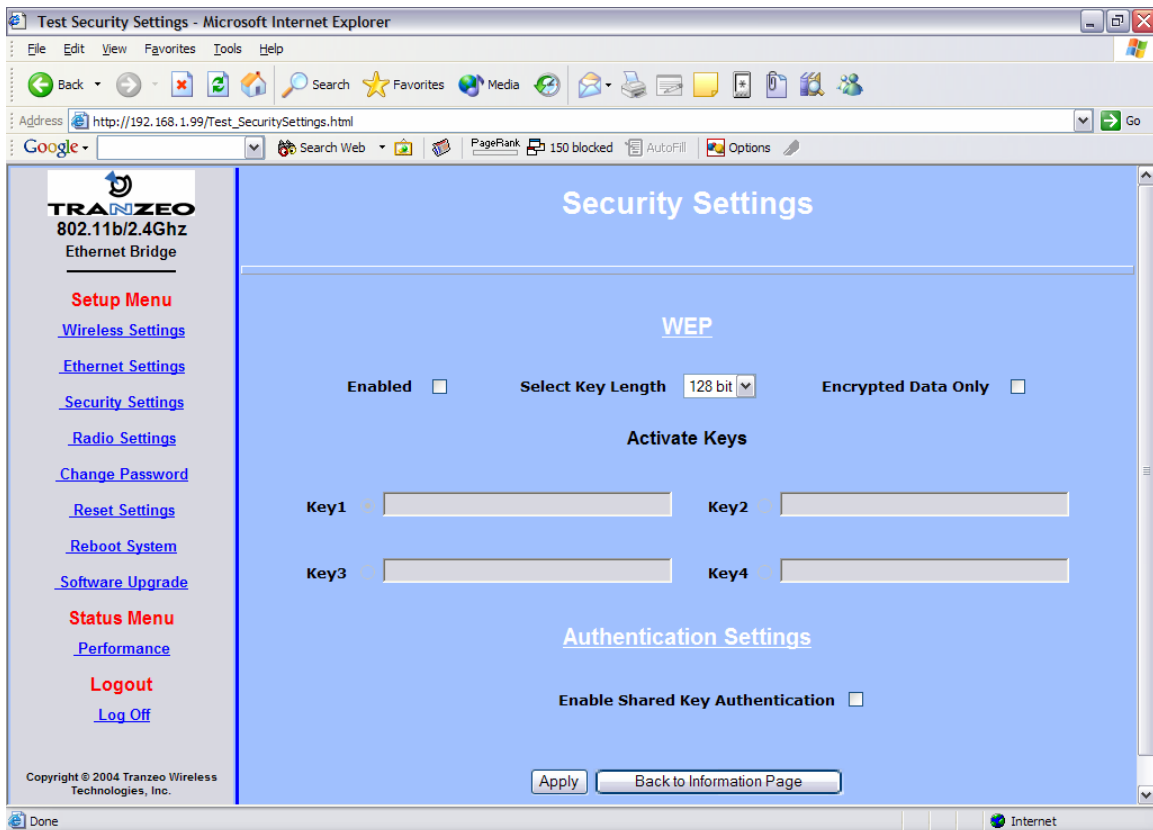 Test Security Settings - Microsoft Internet Explorer
File Edit View Favorites Tools Help
Back Search Favorites Media
Address http://192.168.1.99/Test_SecuritySettings.html Go
Google Search Web PageRank 150 blocked AutoFill Options
TRANZEO
802.11b/2.4Ghz
Ethernet Bridge
Setup Menu
Wireless Settings
Ethernet Settings
Security Settings
Radio Settings
Change Password
Reset Settings
Reboot System
Software Upgrade
Status Menu
Performance
Logout
Log Off
Copyright © 2004 Tranzeo Wireless
Technologies, Inc.
Security Settings
WEP
Enabled Select Key Length 128 bit Encrypted Data Only
Activate Keys
Key1 Key2
Key3 Key4
Authentication Settings
Enable Shared Key Authentication
Apply Back to Information Page
Done Internet